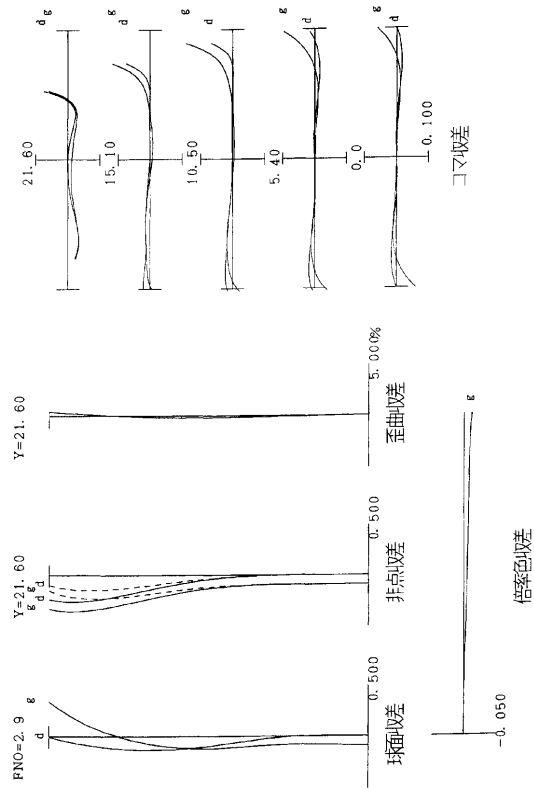 FNO=2.9
g
d
0.500
球面収差
Y=21.60
g
d
g
d
0.500
非点収差
Y=21.60
5.000%
歪曲収差
-0.050
g
倍率色収差
21.60
d g
15.10
d
g
10.50
d
g
5.40
d
g
0.0
d
g
0.100
コマ収差